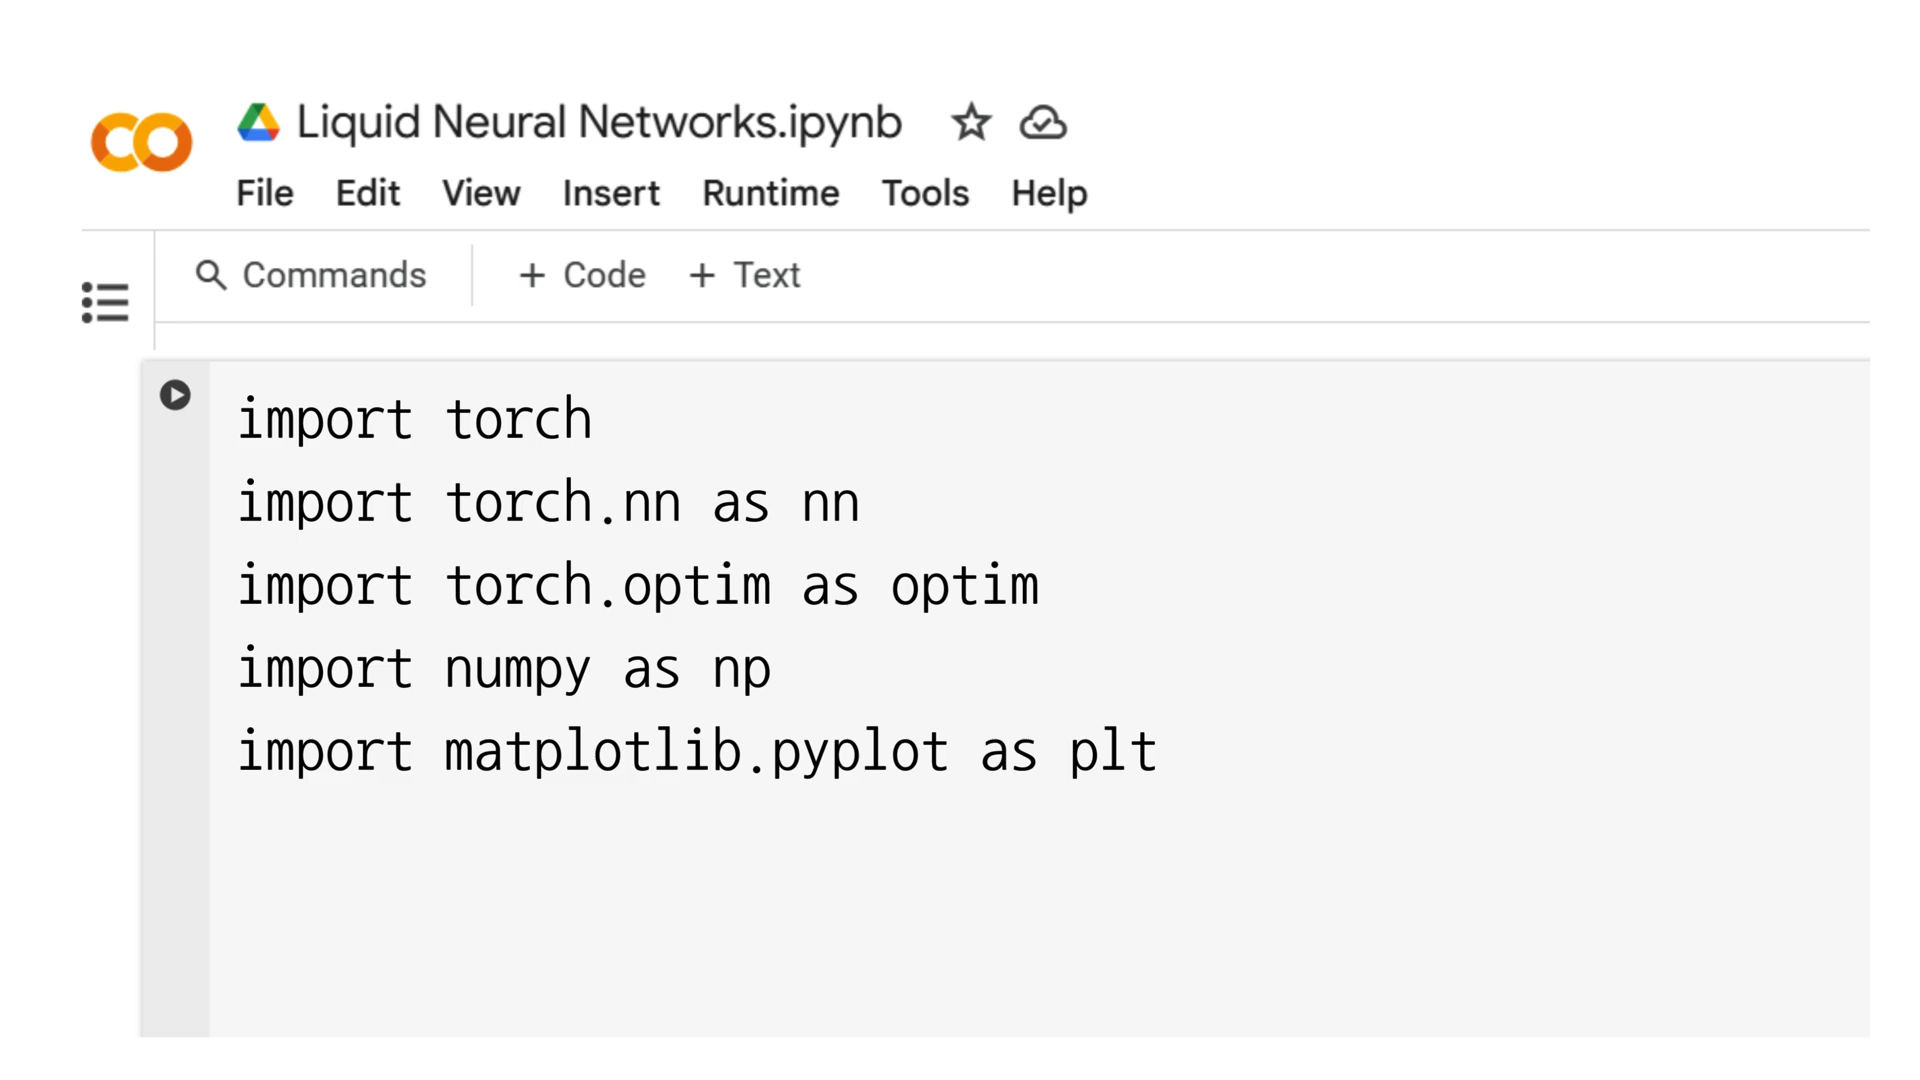 Liquid Neural Networks.ipynb
File Edit View Insert Runtime Tools Help
Commands + Code + Text
import torch
import torch.nn as nn
import torch.optim as optim
import numpy as np
import matplotlib.pyplot as plt